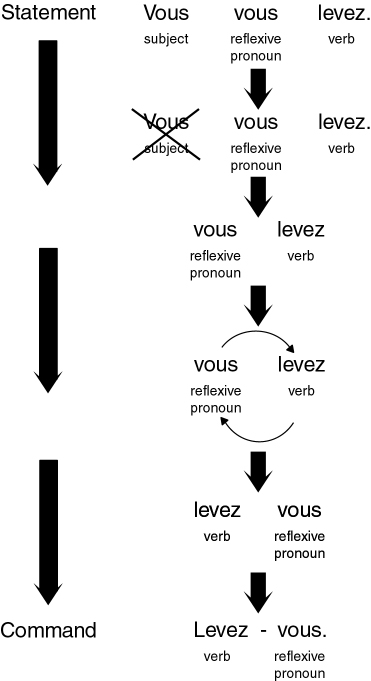 Statement Vous vous levez.
subject reflexive pronoun verb
Vous vous levez.
subject reflexive pronoun verb
vous levez
reflexive pronoun verb
vous levez
reflexive pronoun verb
levez vous
verb reflexive pronoun
Command Levez - vous.
verb reflexive pronoun